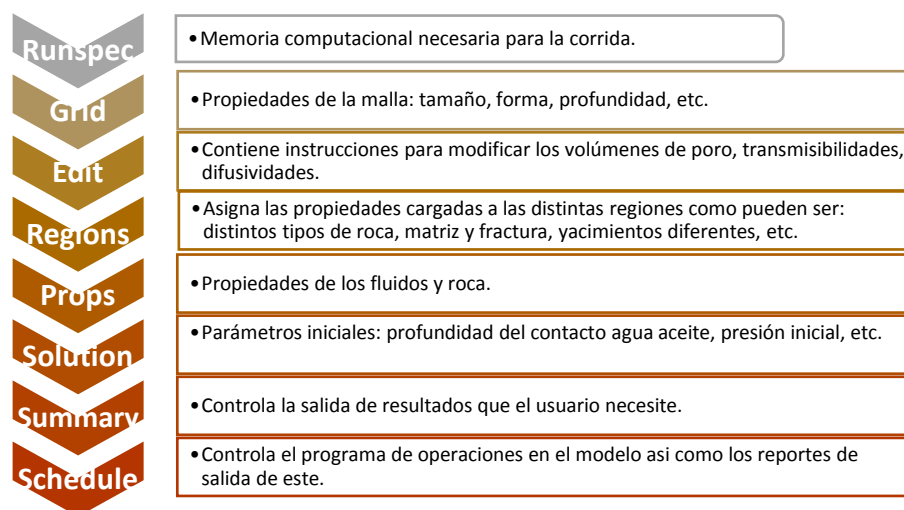 Runspec
•Memoria computacional necesaria para la corrida.
Grid
•Propiedades de la malla: tamaño, forma, profundidad, etc.
Edit
•Contiene instrucciones para modificar los volúmenes de poro, transmisibilidades,
difusividades.
Regions
•Asigna las propiedades cargadas a las distintas regiones como pueden ser:
distintos tipos de roca, matriz y fractura, yacimientos diferentes, etc.
Props
•Propiedades de los fluidos y roca.
Solution
•Parámetros iniciales: profundidad del contacto agua aceite, presión inicial, etc.
Summary
•Controla la salida de resultados que el usuario necesite.
Schedule
•Controla el programa de operaciones en el modelo asi como los reportes de
salida de este.